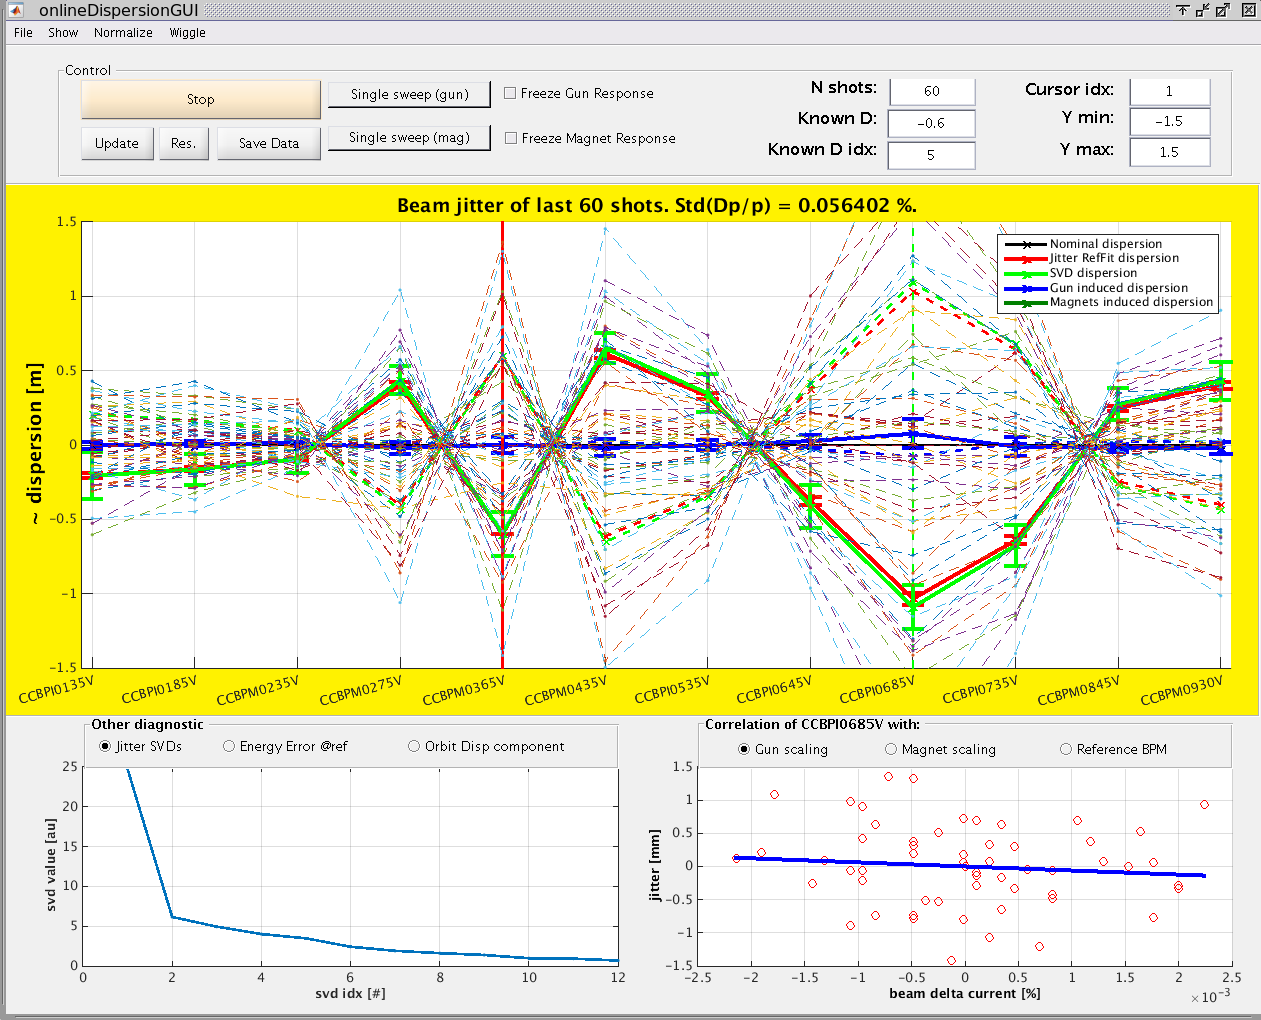 onlineDispersionGUI
File Show Normalize Wiggle
Control
Stop
Single sweep (gun)
Freeze Gun Response
N shots: 60
Cursor idx: 1
Update
Res.
Save Data
Single sweep (mag)
Freeze Magnet Response
Known D: -0.6
Y min: -1.5
Known D idx: 5
Y max: 1.5
Beam jitter of last 60 shots. Std(Dp/p) = 0.056402 %.
1.5
1
0.5
0
-0.5
-1
-1.5
~ dispersion [m]
Nominal dispersion
Jitter RefFit dispersion
SVD dispersion
Gun induced dispersion
Magnets induced dispersion
CCBPI0135V CCBPI0185V CCBPM0235V CCBPM0275V CCBPM0365V CCBPM0435V CCBPI0535V CCBPI0645V CCBPI0685V CCBPI0735V CCBPM0845V CCBPM0930V
Other diagnostic
Jitter SVDs
Energy Error @ref
Orbit Disp component
25
20
15
10
5
0
svd value [au]
0 2 4 6 8 10 12
svd idx [#]
Correlation of CCBPI0685V with:
Gun scaling
Magnet scaling
Reference BPM
1.5
1
0.5
0
-0.5
-1
-1.5
jitter [mm]
-2.5 -2 -1.5 -1 -0.5 0 0.5 1 1.5 2 2.5
beam delta current [%]
×10⁻³